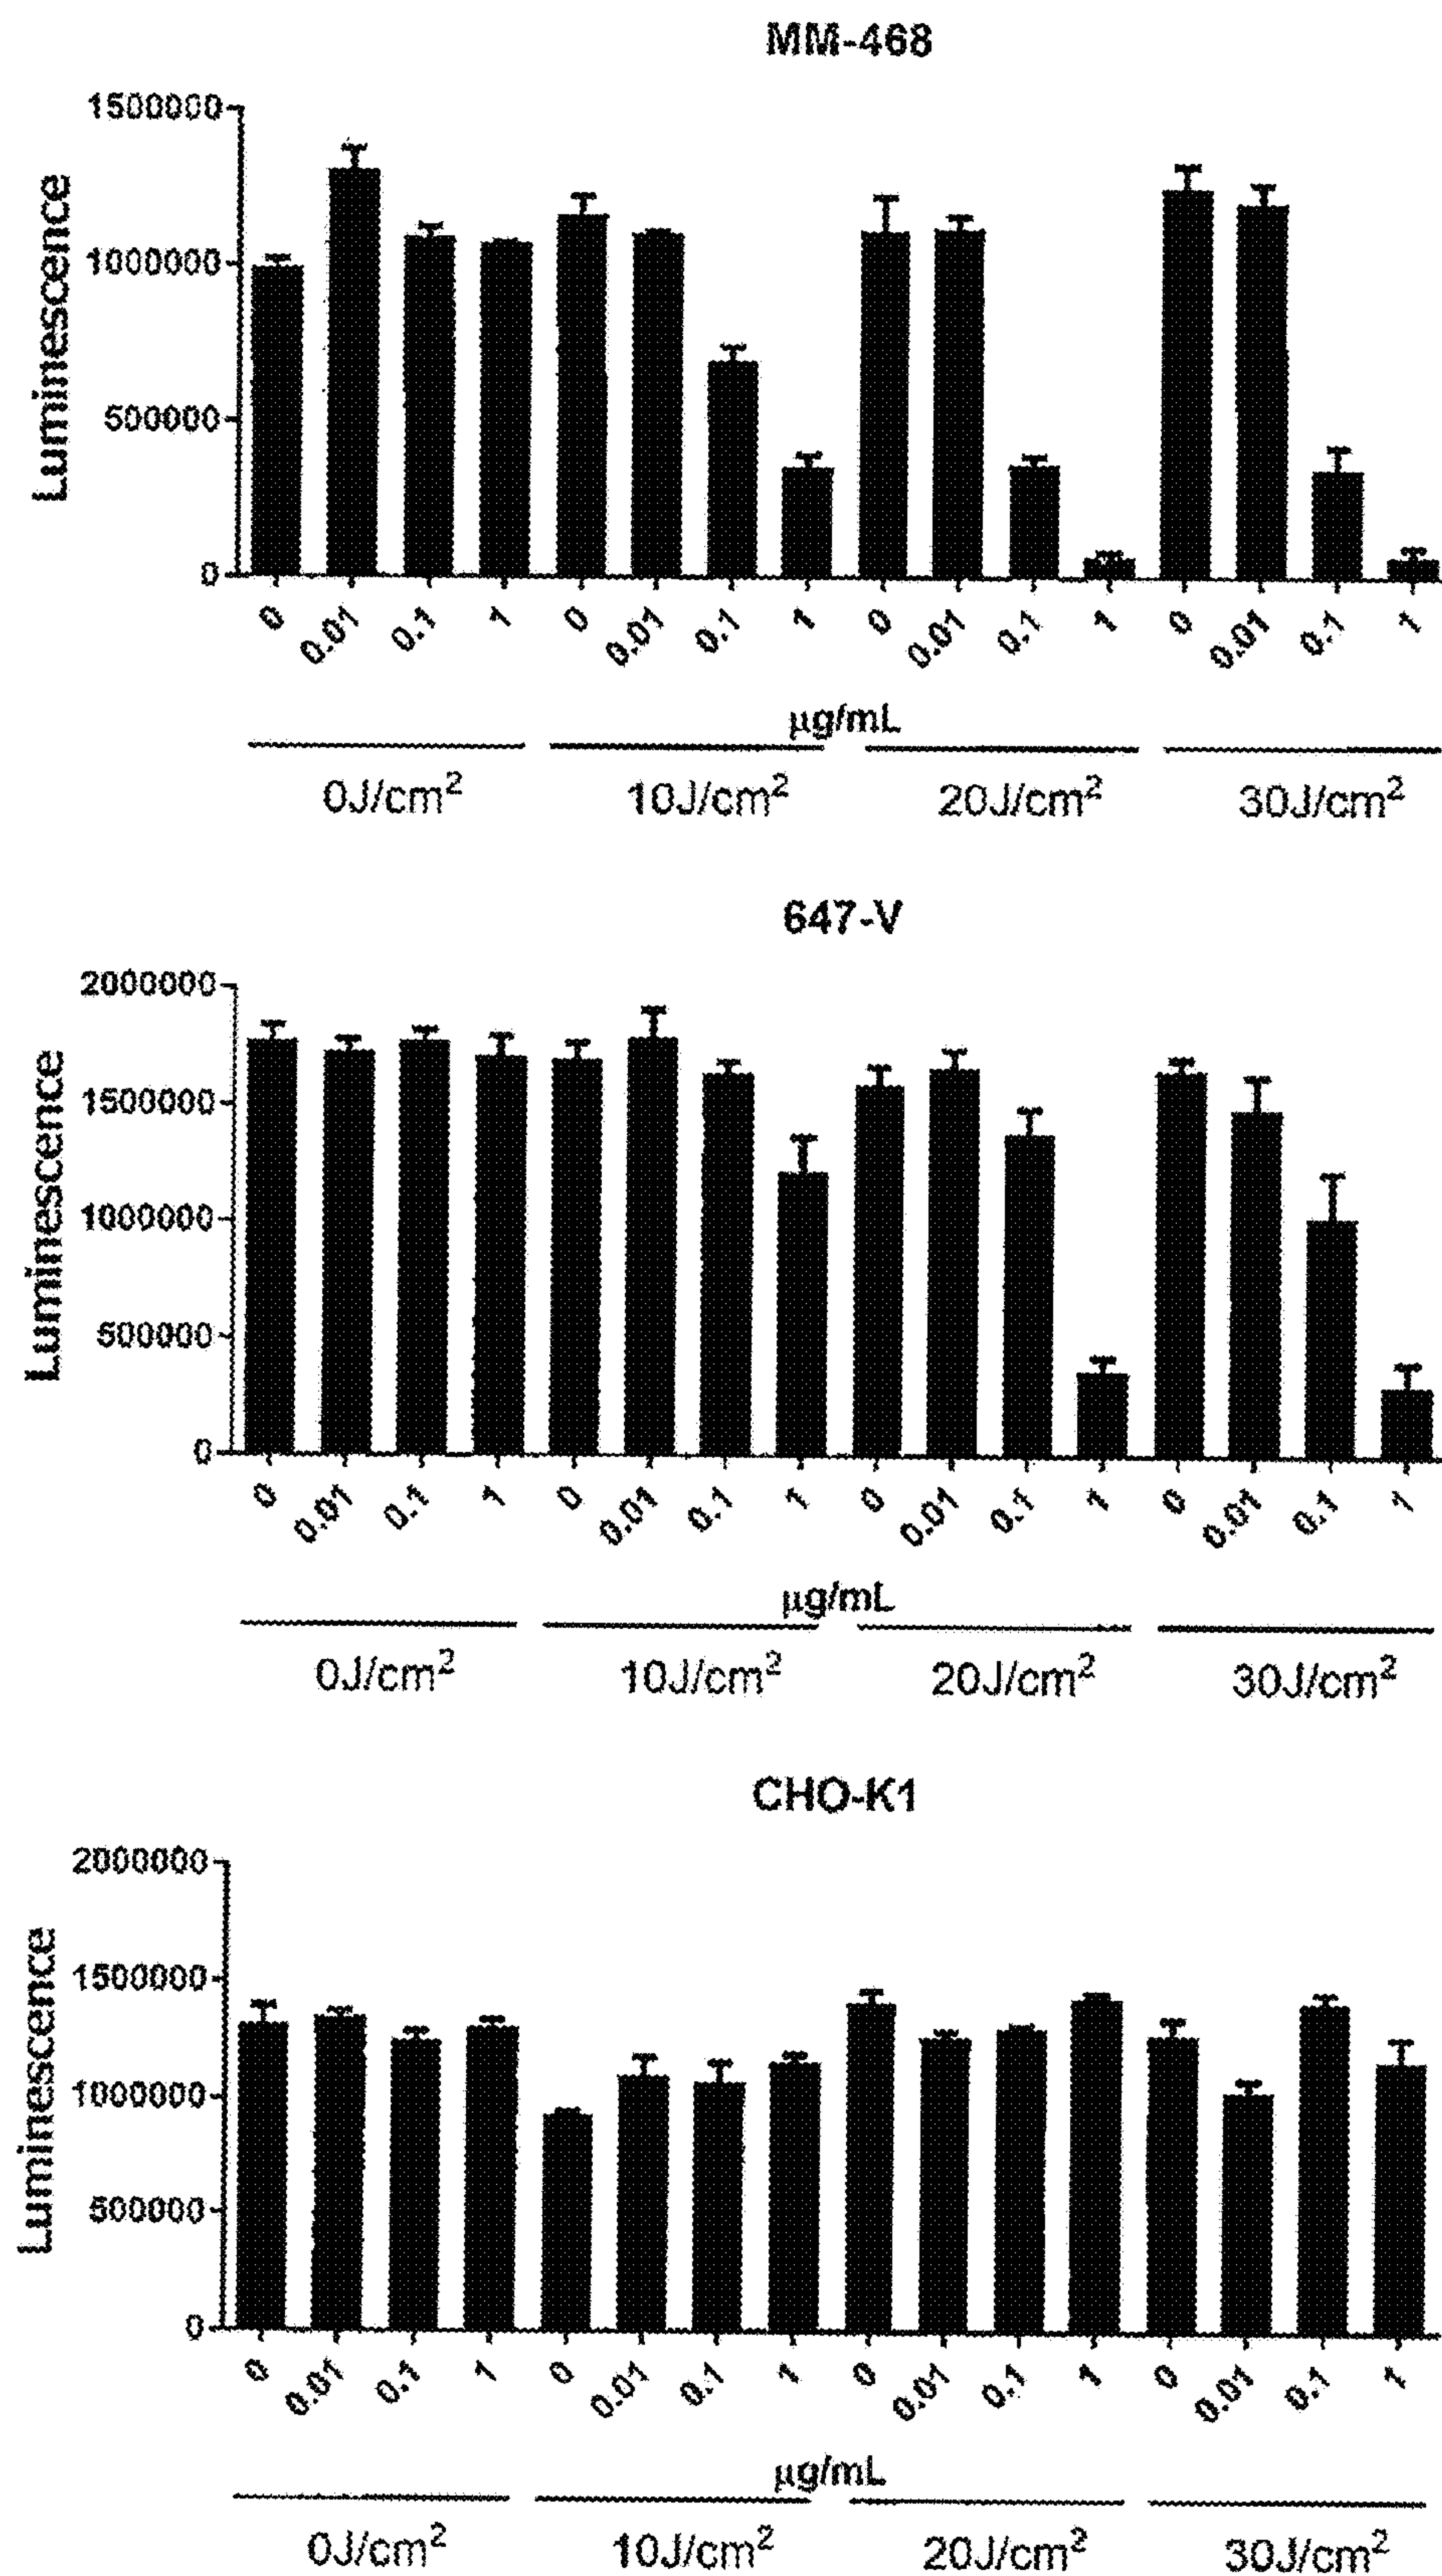 MM-468
1500000
1000000
500000
0
Luminescence
0 0.01 0.1 1 0 0.01 0.1 1 0 0.01 0.1 1 0 0.01 0.1 1
µg/mL
0J/cm² 10J/cm² 20J/cm² 30J/cm²
647-V
2000000
1500000
1000000
500000
0
Luminescence
0 0.01 0.1 1 0 0.01 0.1 1 0 0.01 0.1 1 0 0.01 0.1 1
µg/mL
0J/cm² 10J/cm² 20J/cm² 30J/cm²
CHO-K1
2000000
1500000
1000000
500000
0
Luminescence
0 0.01 0.1 1 0 0.01 0.1 1 0 0.01 0.1 1 0 0.01 0.1 1
µg/mL
0J/cm² 10J/cm² 20J/cm² 30J/cm²